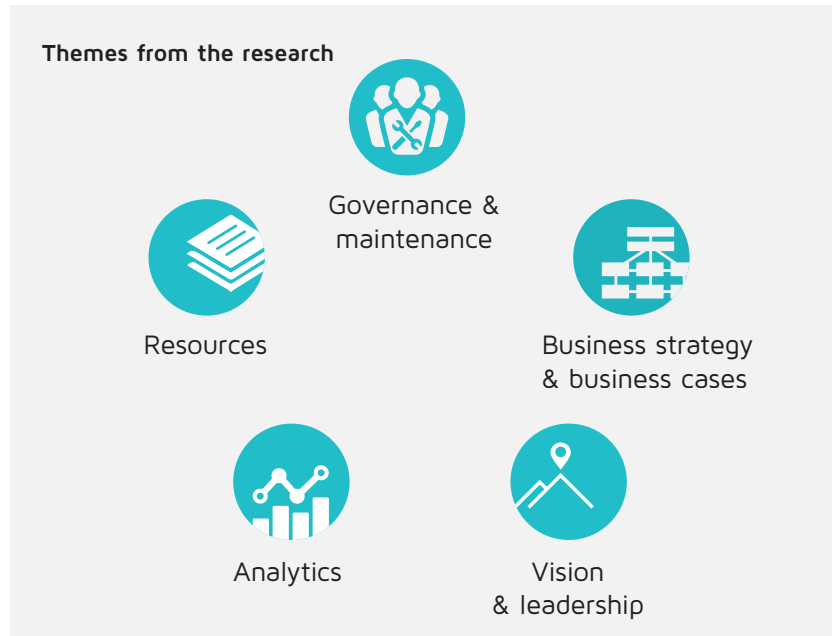 Themes from the research
Governance &
maintenance
Resources
Business strategy
& business cases
Analytics
Vision
& leadership